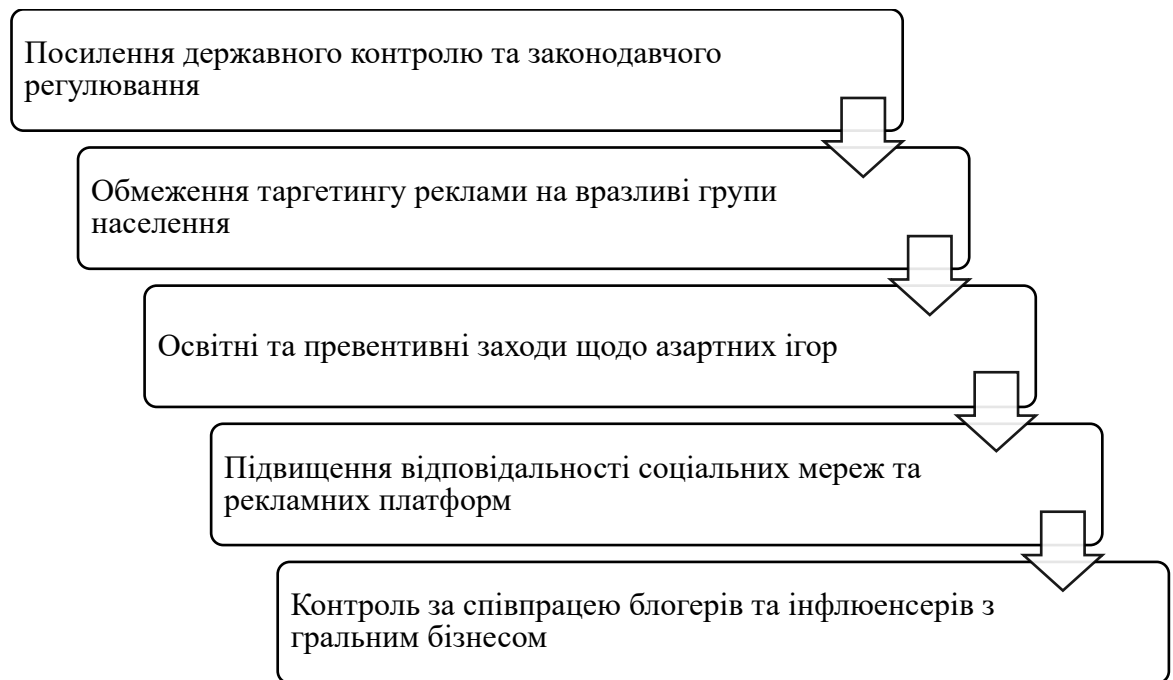 Посилення державного контролю та законодавчого
регулювання
Обмеження таргетингу реклами на вразливі групи
населення
Освітні та превентивні заходи щодо азартних ігор
Підвищення відповідальності соціальних мереж та
рекламних платформ
Контроль за співпрацею блогерів та інфлюенсерів з
гральним бізнесом